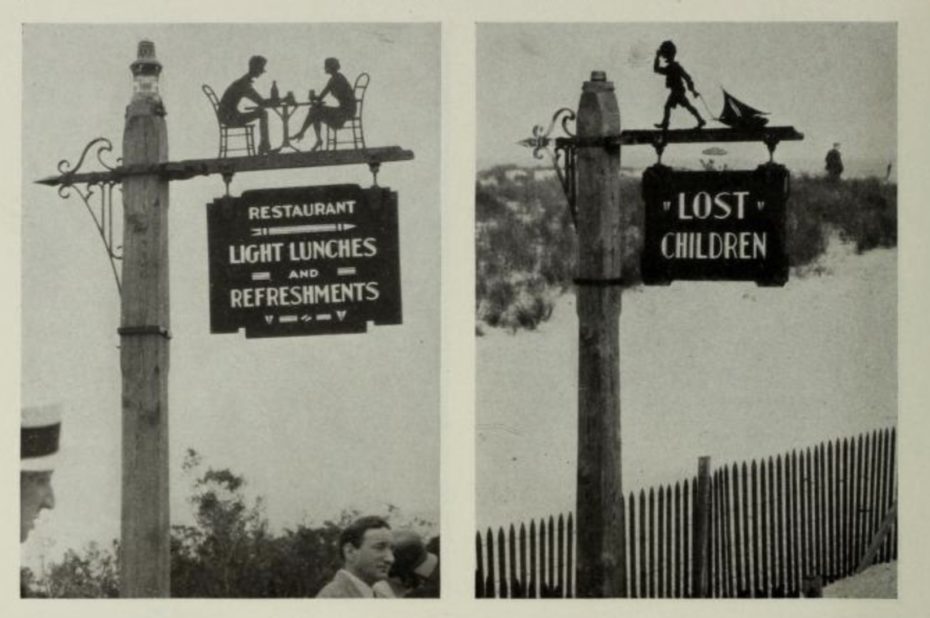 RESTAURANT
LIGHT LUNCHES
AND
REFRESHMENTS
"LOST"
CHILDREN